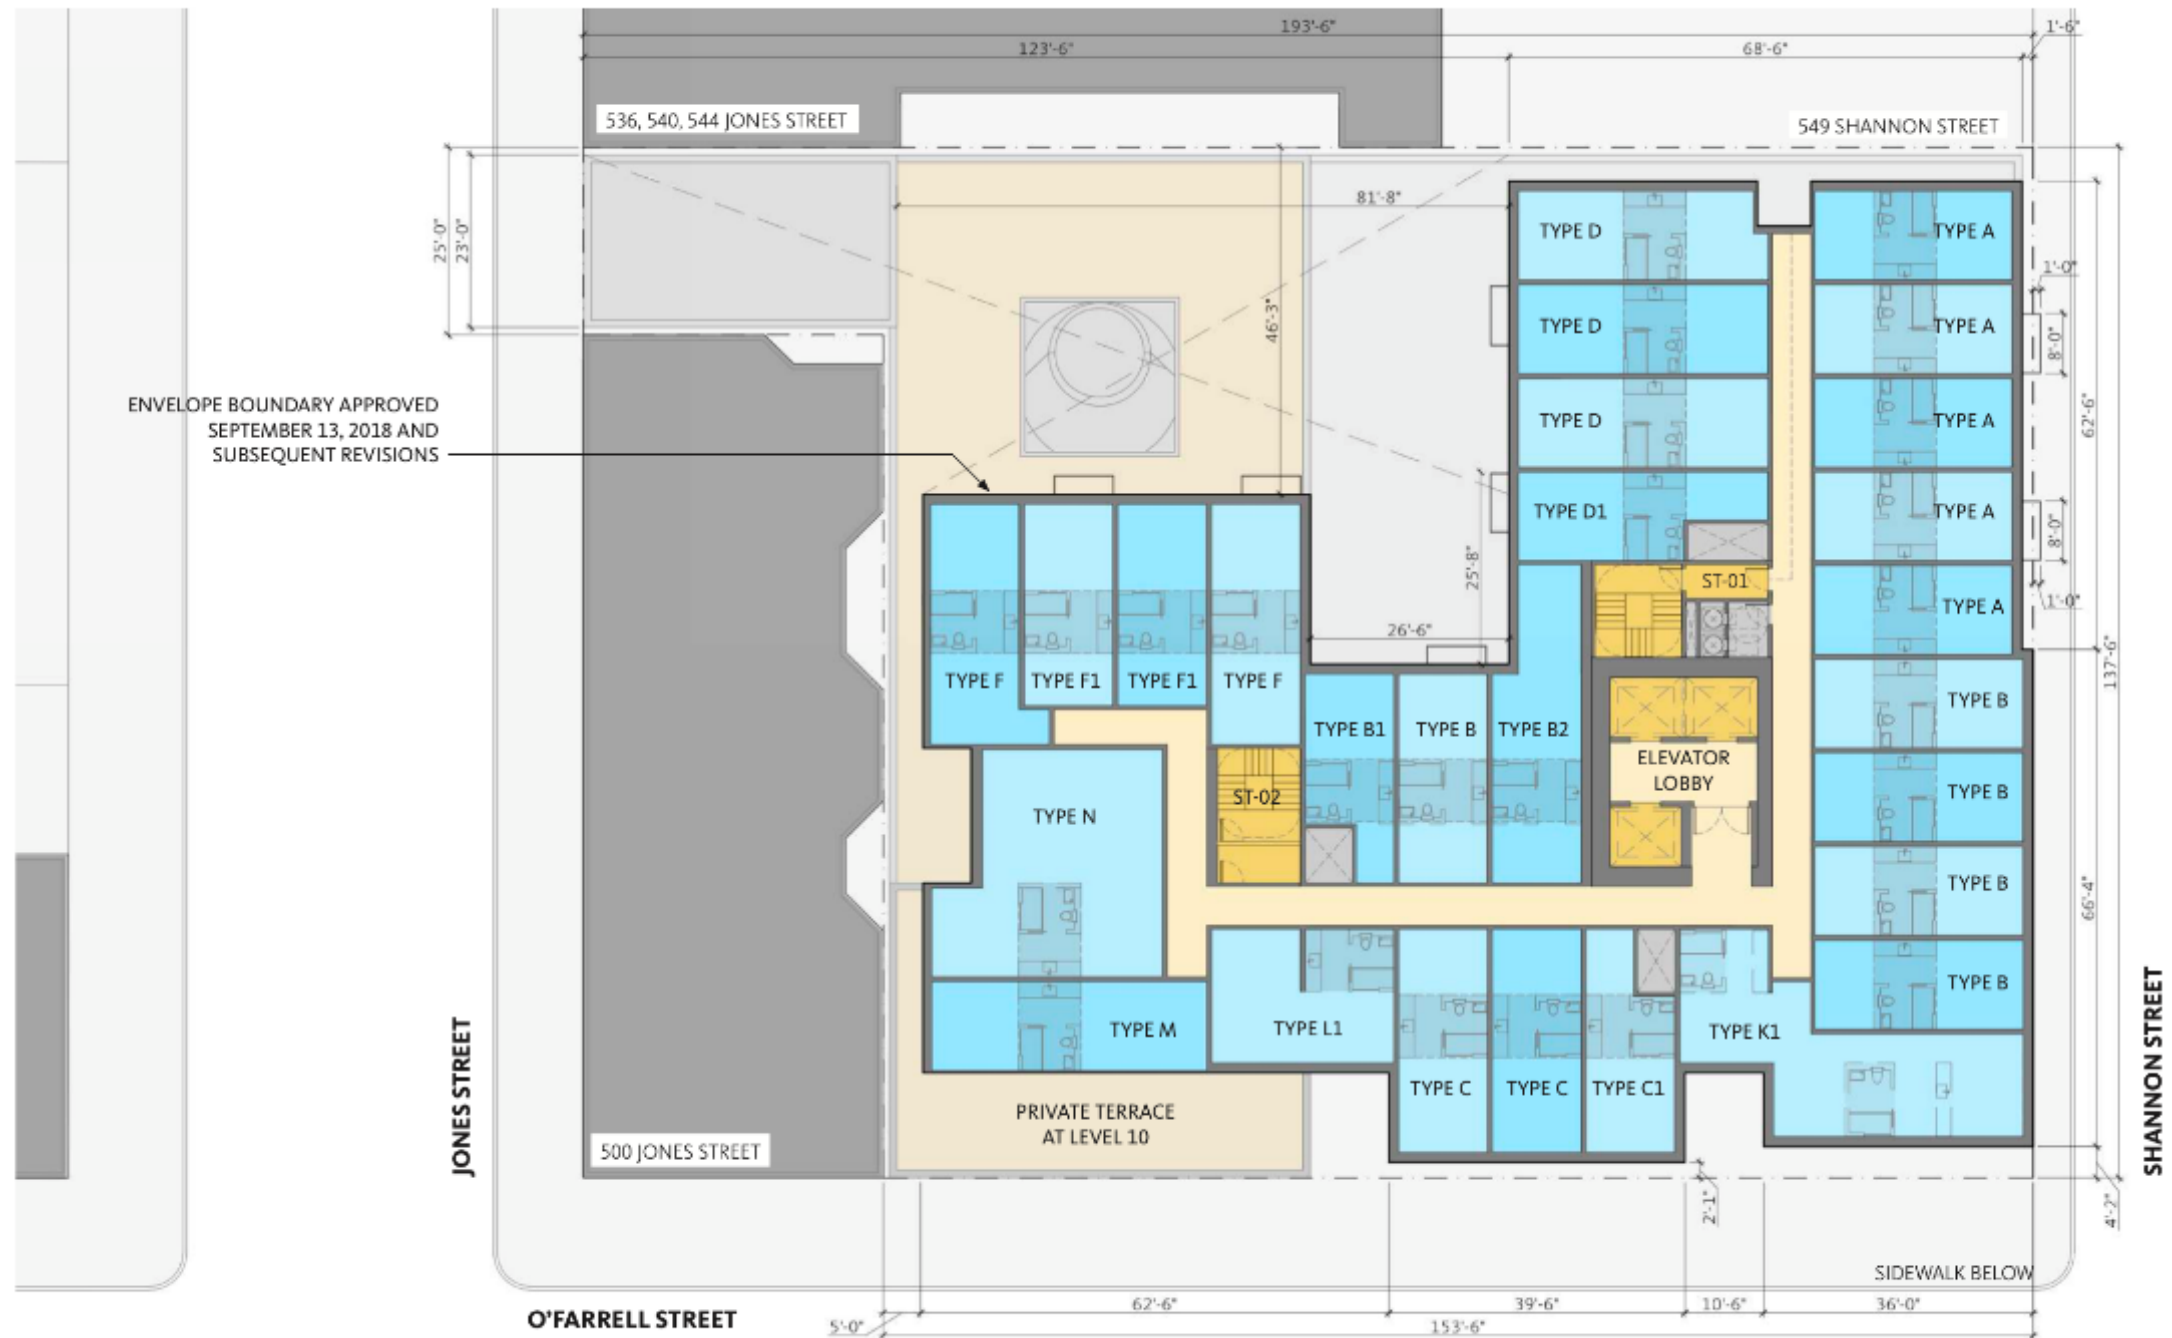 193'-6"
1'-6"
123'-6"
68'-6"
536, 540, 544 JONES STREET
549 SHANNON STREET
81'-8"
TYPE D
TYPE A
25'-0"
23'-0"
46'-3"
1'-0"
TYPE D
TYPE A
8'-0"
ENVELOPE BOUNDARY APPROVED
SEPTEMBER 13, 2018 AND
SUBSEQUENT REVISIONS
TYPE D
TYPE A
62'-6"
TYPE D1
TYPE A
8'-0"
25'-8"
ST-01
TYPE A
1'-0"
26'-6"
137'-6"
TYPE F
TYPE F1
TYPE F1
TYPE F
TYPE B
TYPE B1
TYPE B
TYPE B2
ELEVATOR
LOBBY
ST-02
TYPE B
TYPE N
TYPE B
66'-4"
TYPE B
TYPE M
TYPE L1
TYPE K1
JONES STREET
SHANNON STREET
TYPE C
TYPE C
TYPE C1
PRIVATE TERRACE
AT LEVEL 10
500 JONES STREET
2'-1"
4'-2"
SIDEWALK BELOW
62'-6"
39'-6"
10'-6"
36'-0"
O'FARRELL STREET
5'-0"
153'-6"